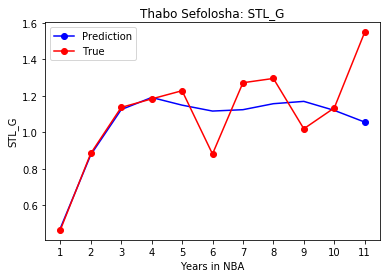 Thabo Sefolosha: STL_G
Prediction
True
STL_G
1.6
1.4
1.2
1.0
0.8
0.6
1 2 3 4 5 6 7 8 9 10 11
Years in NBA